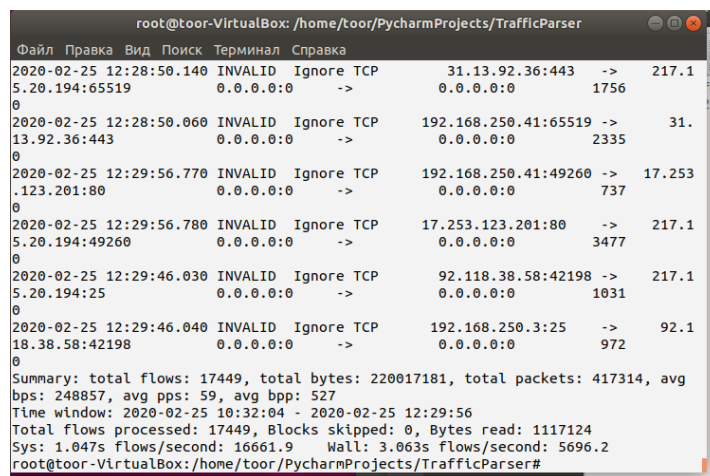 root@toor-VirtualBox: /home/toor/PycharmProjects/TrafficParser
Файл Правка Вид Поиск Терминал Справка
2020-02-25 12:28:50.140 INVALID  Ignore TCP        31.13.92.36:443   ->    217.1
5.20.194:65519           0.0.0.0:0     ->          0.0.0.0:0         1756
0
2020-02-25 12:28:50.060 INVALID  Ignore TCP     192.168.250.41:65519 ->      31.
13.92.36:443             0.0.0.0:0     ->          0.0.0.0:0         2335
0
2020-02-25 12:29:56.770 INVALID  Ignore TCP     192.168.250.41:49260 ->   17.253
.123.201:80              0.0.0.0:0     ->          0.0.0.0:0          737
0
2020-02-25 12:29:56.780 INVALID  Ignore TCP     17.253.123.201:80    ->    217.1
5.20.194:49260           0.0.0.0:0     ->          0.0.0.0:0         3477
0
2020-02-25 12:29:46.030 INVALID  Ignore TCP       92.118.38.58:42198 ->    217.1
5.20.194:25              0.0.0.0:0     ->          0.0.0.0:0         1031
0
2020-02-25 12:29:46.040 INVALID  Ignore TCP      192.168.250.3:25    ->     92.1
18.38.58:42198           0.0.0.0:0     ->          0.0.0.0:0          972
0
Summary: total flows: 17449, total bytes: 220017181, total packets: 417314, avg
bps: 248857, avg pps: 59, avg bpp: 527
Time window: 2020-02-25 10:32:04 - 2020-02-25 12:29:56
Total flows processed: 17449, Blocks skipped: 0, Bytes read: 1117124
Sys: 1.047s flows/second: 16661.9    Wall: 3.063s flows/second: 5696.2
root@toor-VirtualBox:/home/toor/PycharmProjects/TrafficParser#